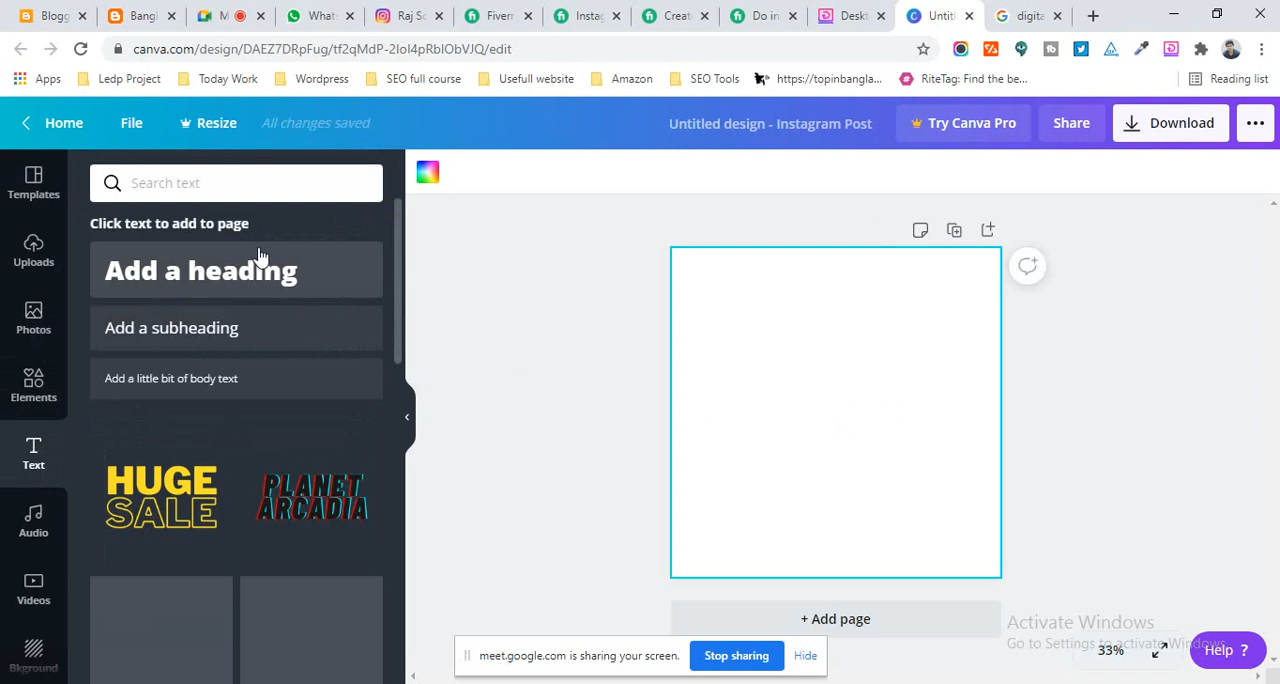 Blogg
Bangl
M
What
Raj Sc
Fiverr
Insta
Creat
Do in
Deskt
Untitl
digita
canva.com/design/DAEZ7DRpFug/tf2qMdP-2IoI4pRbIObVJQ/edit
Apps
Ledp Project
Today Work
Wordpress
SEO full course
Usefull website
Amazon
SEO Tools
https://topinbangla...
RiteTag: Find the be...
Reading list
Home
File
Resize
All changes saved
Untitled design - Instagram Post
Try Canva Pro
Share
Download
Templates
Uploads
Photos
Elements
Text
Audio
Videos
Bkground
Search text
Click text to add to page
Add a heading
Add a subheading
Add a little bit of body text
HUGE
SALE
PLANET
ARCADIA
+ Add page
meet.google.com is sharing your screen.
Stop sharing
Hide
Activate Windows
Go to Settings to activate Windows.
33%
Help ?